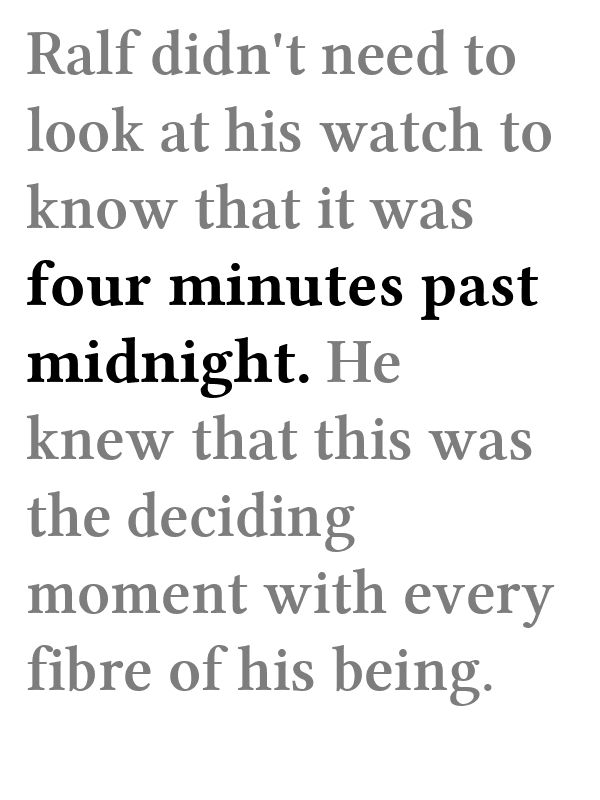 Ralf didn't need to
look at his watch to
know that it was
four minutes past
midnight. He
knew that this was
the deciding
moment with every
fibre of his being.